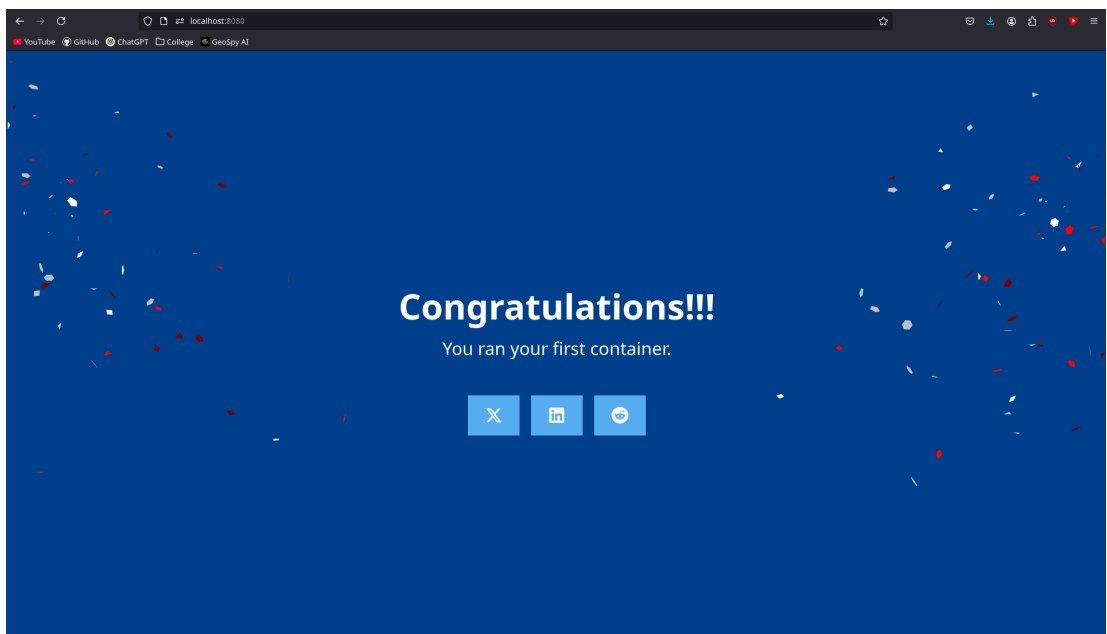 localhost:8080
YouTube GitHub ChatGPT College GeoSpy AI
Congratulations!!!
You ran your first container.